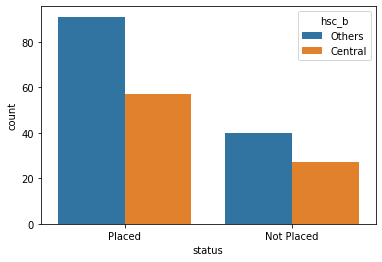 hsc_b
Others
Central
80
60
40
20
0
count
Placed
Not Placed
status